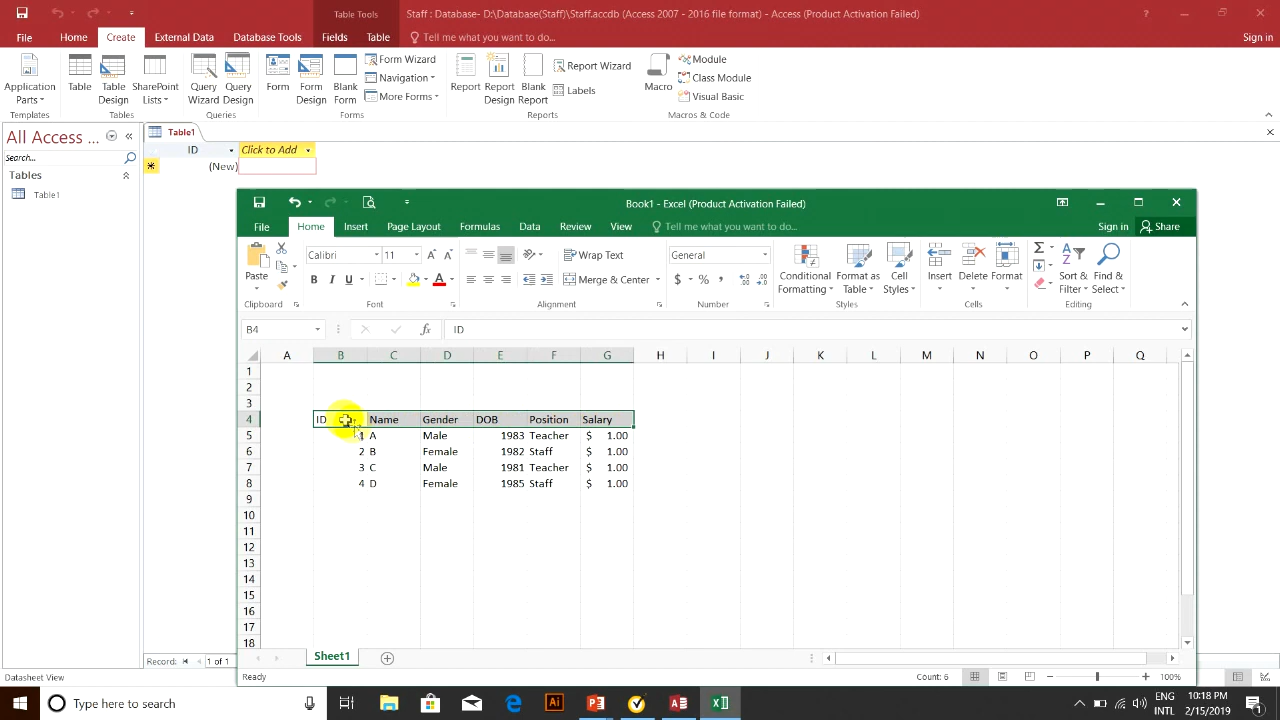 Table Tools
Staff : Database- D:\Database(Staff)\Staff.accdb (Access 2007 - 2016 file format) - Access (Product Activation Failed)
File Home Create External Data Database Tools Fields Table Tell me what you want to do... Sign in
Application Parts
Table
Table Design
SharePoint Lists
Query Wizard
Query Design
Form
Form Design
Blank Form
Form Wizard
Navigation
More Forms
Report
Report Design
Blank Report
Report Wizard
Labels
Macro
Module
Class Module
Visual Basic
Templates Tables Queries Forms Reports Macros & Code
All Access ...
Search...
Tables
Table1
Table1
ID Click to Add
(New)
Book1 - Excel (Product Activation Failed)
File Home Insert Page Layout Formulas Data Review View Tell me what you want to do... Sign in Share
Paste
Calibri 11
B I U
Wrap Text
Merge & Center
General
$ % ,
Conditional Formatting
Format as Table
Cell Styles
Insert
Delete
Format
Sort & Filter
Find & Select
Clipboard Font Alignment Number Styles Cells Editing
B4 fx ID
A B C D E F G H I J K L M N O P Q
1
2
3
4 ID Name Gender DOB Position Salary
5 1 A Male 1983 Teacher $ 1.00
6 2 B Female 1982 Staff $ 1.00
7 3 C Male 1981 Teacher $ 1.00
8 4 D Female 1985 Staff $ 1.00
9
10
11
12
13
14
15
16
17
18
Sheet1
Record: 1 of 1
Datasheet View
Ready Count: 6 100%
Type here to search
ENG
INTL
10:18 PM
2/15/2019